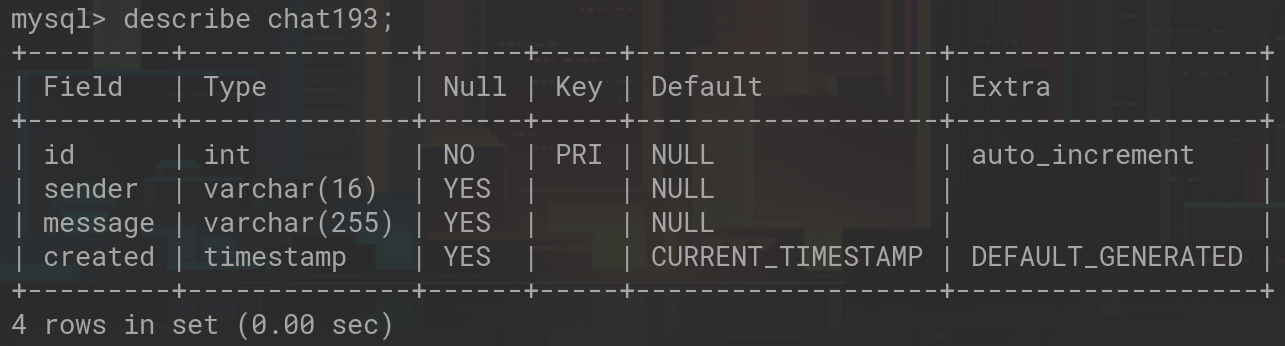 mysql> describe chat193;
+---------+--------------+------+-----+-------------------+-------------------+
| Field   | Type         | Null | Key | Default           | Extra             |
+---------+--------------+------+-----+-------------------+-------------------+
| id      | int          | NO   | PRI | NULL              | auto_increment    |
| sender  | varchar(16)  | YES  |     | NULL              |                   |
| message | varchar(255) | YES  |     | NULL              |                   |
| created | timestamp    | YES  |     | CURRENT_TIMESTAMP | DEFAULT_GENERATED |
+---------+--------------+------+-----+-------------------+-------------------+
4 rows in set (0.00 sec)